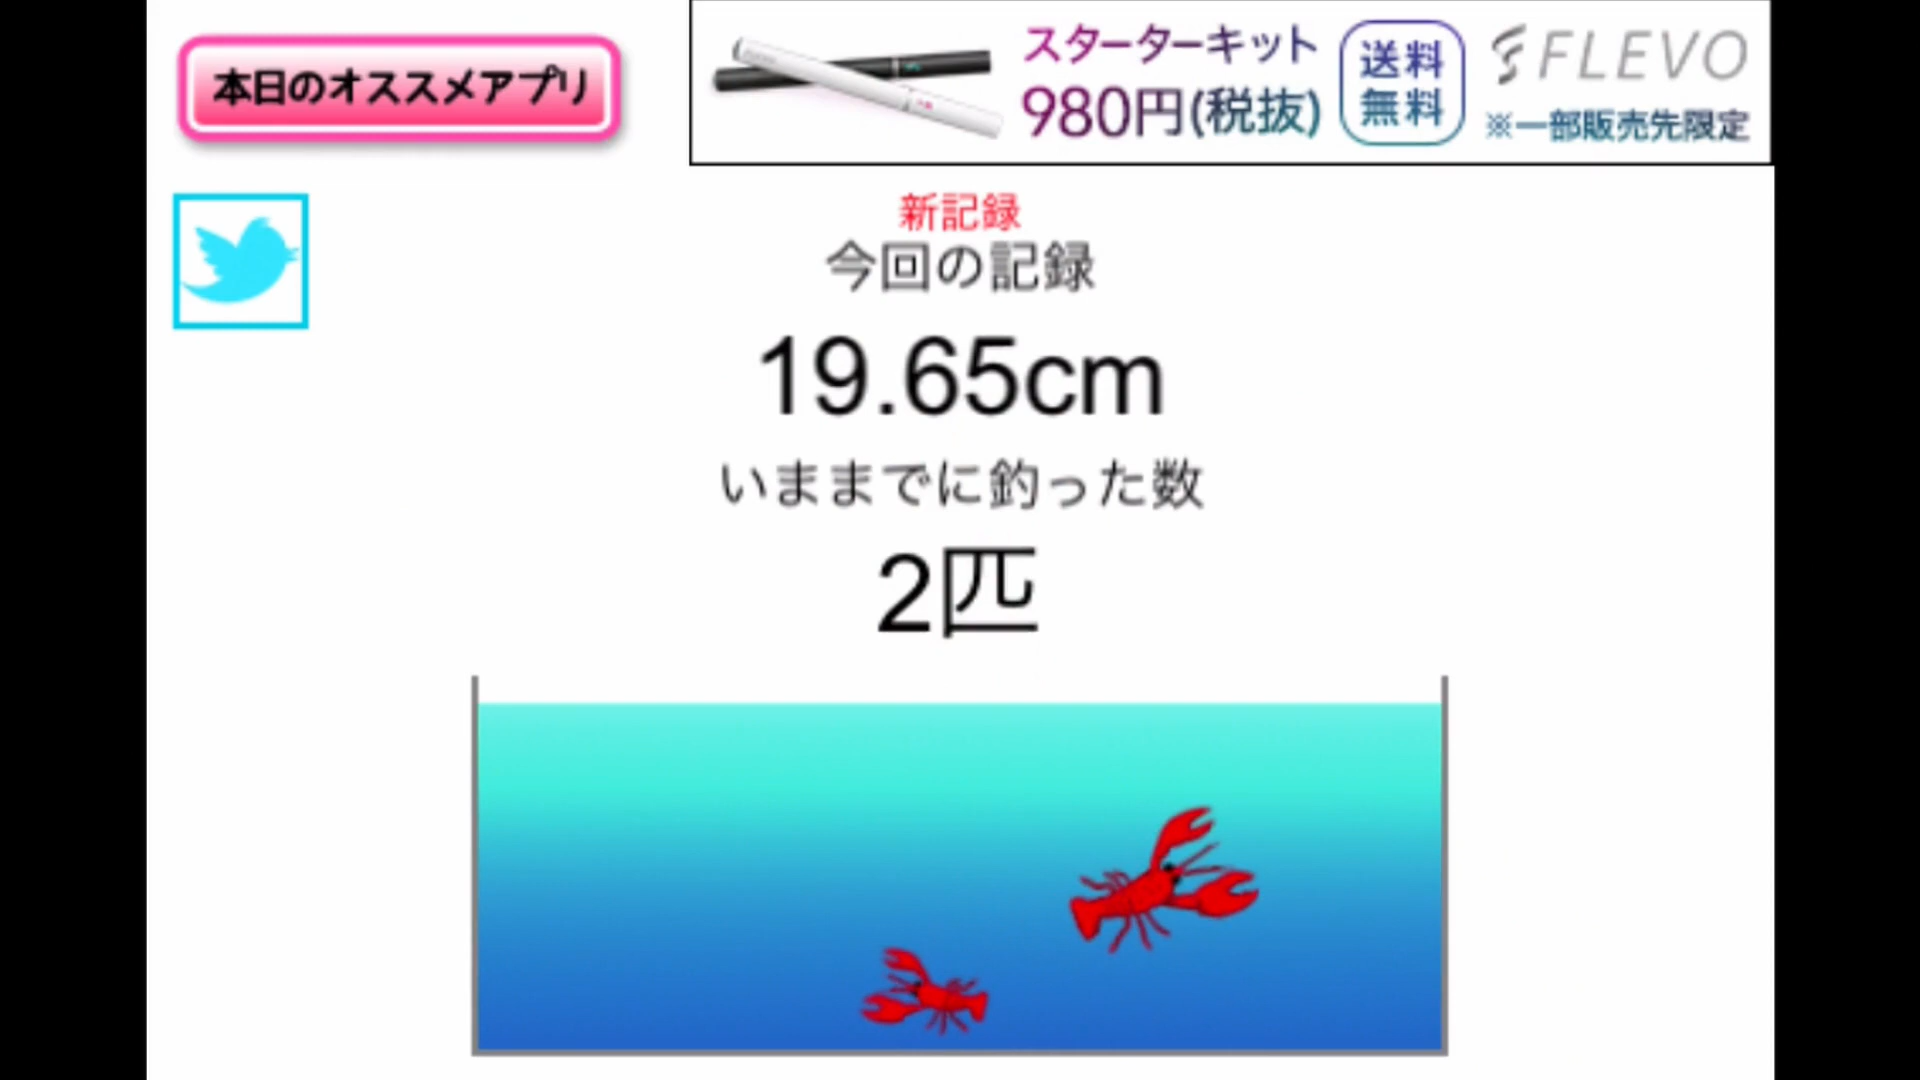 本日のオススメアプリ
スターターキット
980円(税抜)
送料
無料
FLEVO
※一部販売先限定
新記録
今回の記録
19.65cm
いままでに釣った数
2匹